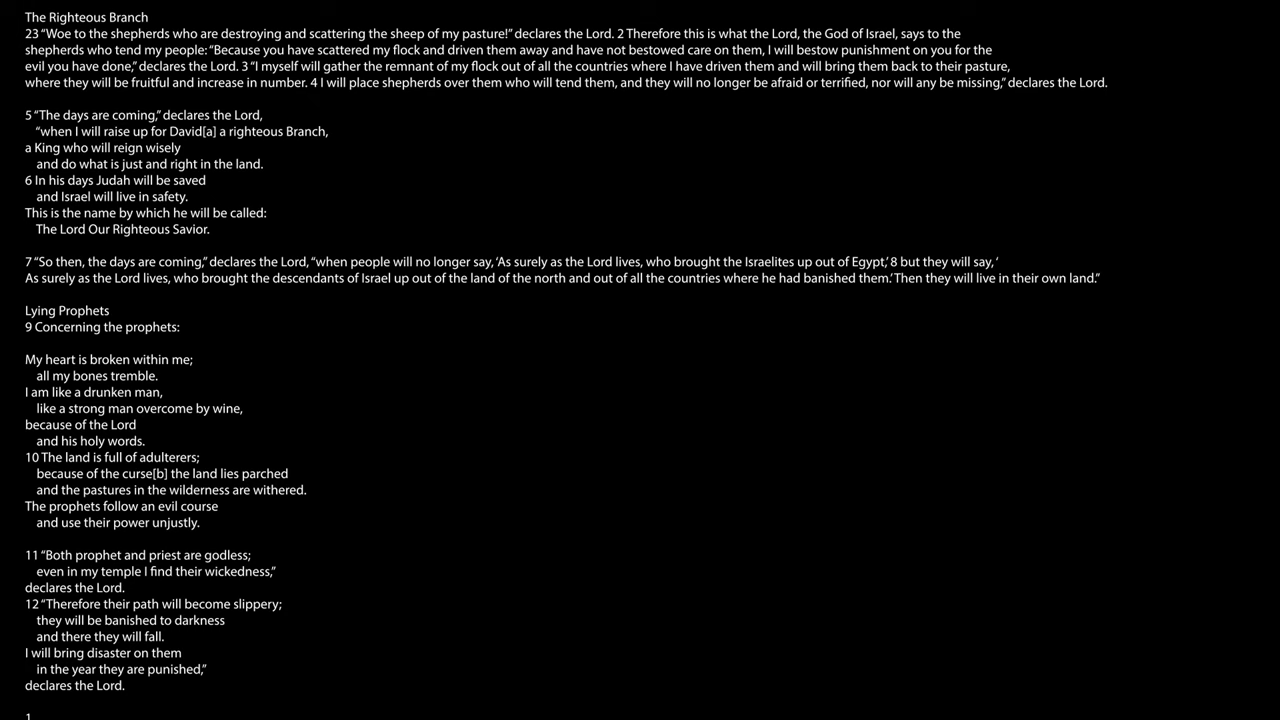 The Righteous Branch
23 “Woe to the shepherds who are destroying and scattering the sheep of my pasture!” declares the Lord. 2 Therefore this is what the Lord, the God of Israel, says to the
shepherds who tend my people: “Because you have scattered my flock and driven them away and have not bestowed care on them, I will bestow punishment on you for the
evil you have done,” declares the Lord. 3 “I myself will gather the remnant of my flock out of all the countries where I have driven them and will bring them back to their pasture,
where they will be fruitful and increase in number. 4 I will place shepherds over them who will tend them, and they will no longer be afraid or terrified, nor will any be missing,” declares the Lord.
5 “The days are coming,” declares the Lord,
“when I will raise up for David[a] a righteous Branch,
a King who will reign wisely
and do what is just and right in the land.
6 In his days Judah will be saved
and Israel will live in safety.
This is the name by which he will be called:
The Lord Our Righteous Savior.
7 “So then, the days are coming,” declares the Lord, “when people will no longer say, ‘As surely as the Lord lives, who brought the Israelites up out of Egypt,’ 8 but they will say, ‘
As surely as the Lord lives, who brought the descendants of Israel up out of the land of the north and out of all the countries where he had banished them.’ Then they will live in their own land.”
Lying Prophets
9 Concerning the prophets:
My heart is broken within me;
all my bones tremble.
I am like a drunken man,
like a strong man overcome by wine,
because of the Lord
and his holy words.
10 The land is full of adulterers;
because of the curse[b] the land lies parched
and the pastures in the wilderness are withered.
The prophets follow an evil course
and use their power unjustly.
11 “Both prophet and priest are godless;
even in my temple I find their wickedness,”
declares the Lord.
12 “Therefore their path will become slippery;
they will be banished to darkness
and there they will fall.
I will bring disaster on them
in the year they are punished,”
declares the Lord.
1